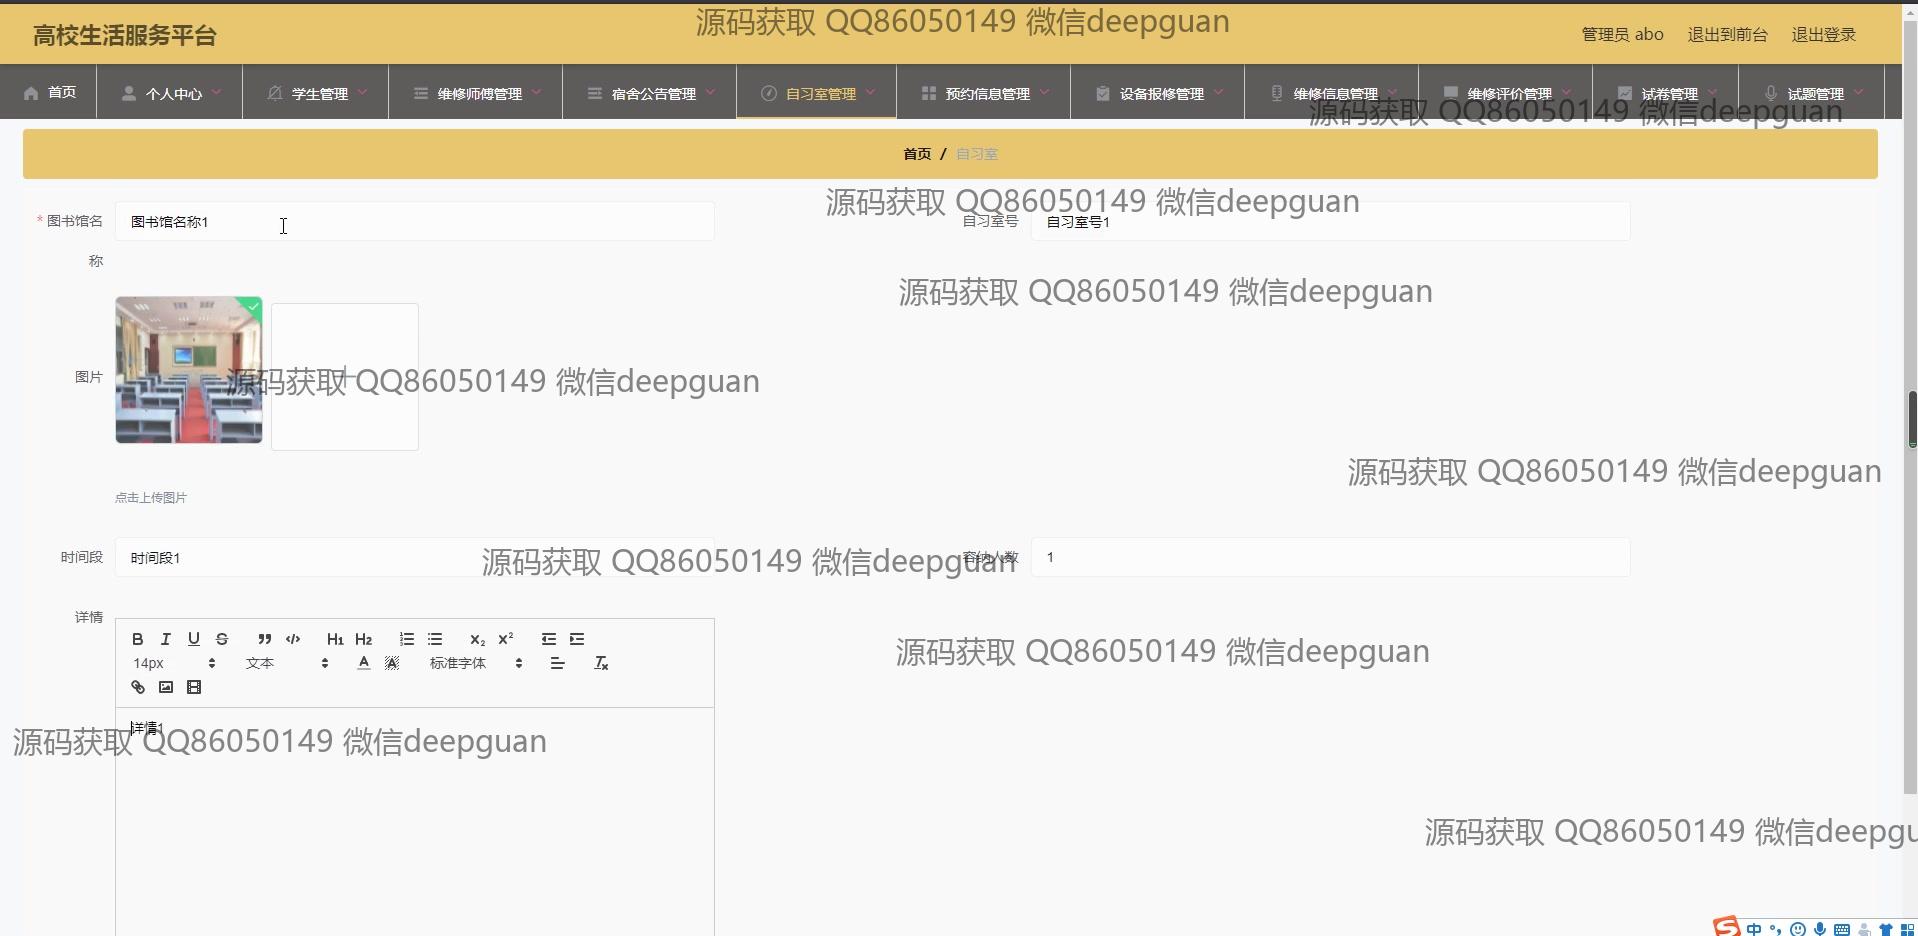 源码获取 QQ86050149 微信deepguan
高校生活服务平台
管理员 abo
退出到前台
退出登录
首页
个人中心
学生管理
维修师傅管理
宿舍公告管理
自习室管理
预约信息管理
设备报修管理
维修信息管理
维修评价管理
试卷管理
试题管理
源码获取 QQ86050149 微信deepguan
首页 / 自习室
源码获取 QQ86050149 微信deepguan
* 图书馆名称
图书馆名称1
自习室号
自习室号1
源码获取 QQ86050149 微信deepguan
图片
源码获取 QQ86050149 微信deepguan
源码获取 QQ86050149 微信deepguan
点击上传图片
时间段
时间段1
源码获取 QQ86050149 微信deepguan
容纳人数
1
详情
B I U S H1 H2 X2 X2
14px 文本 A A 标准字体 Tx
源码获取 QQ86050149 微信deepguan
详情1
源码获取 QQ86050149 微信deepguan
源码获取 QQ86050149 微信deepgu
S 中